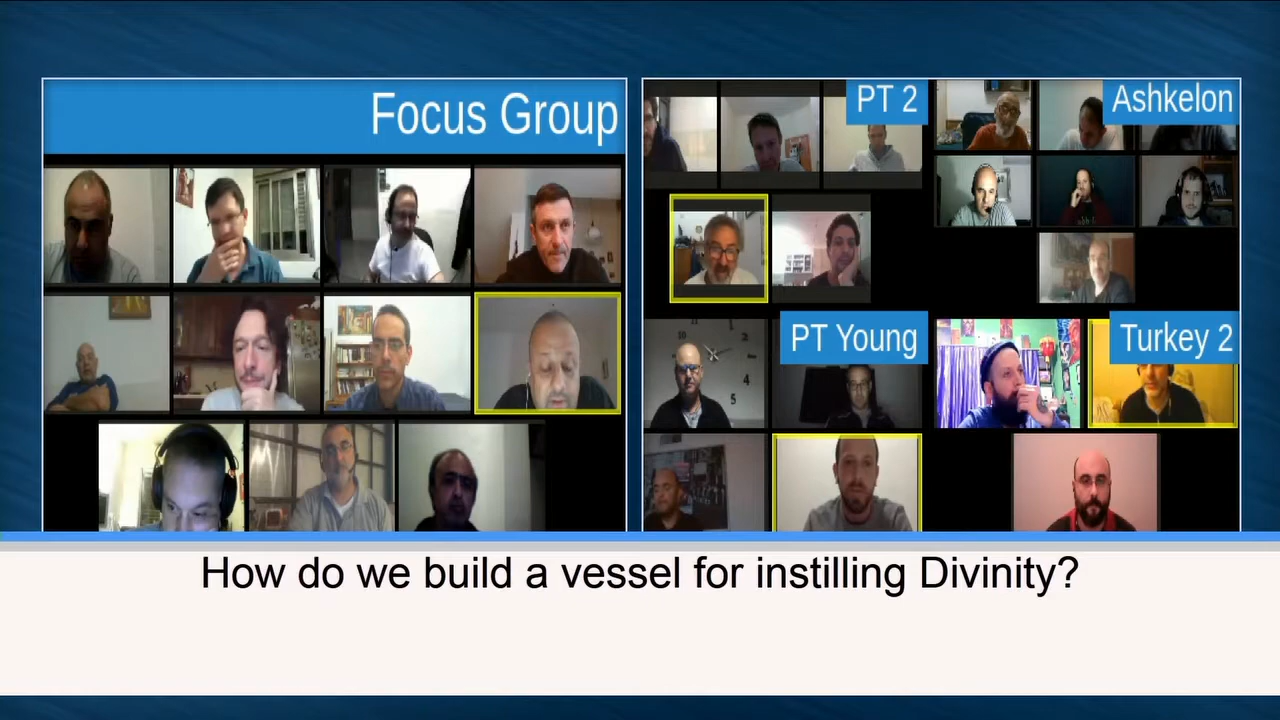 Focus Group
PT 2
Ashkelon
PT Young
Turkey 2
How do we build a vessel for instilling Divinity?